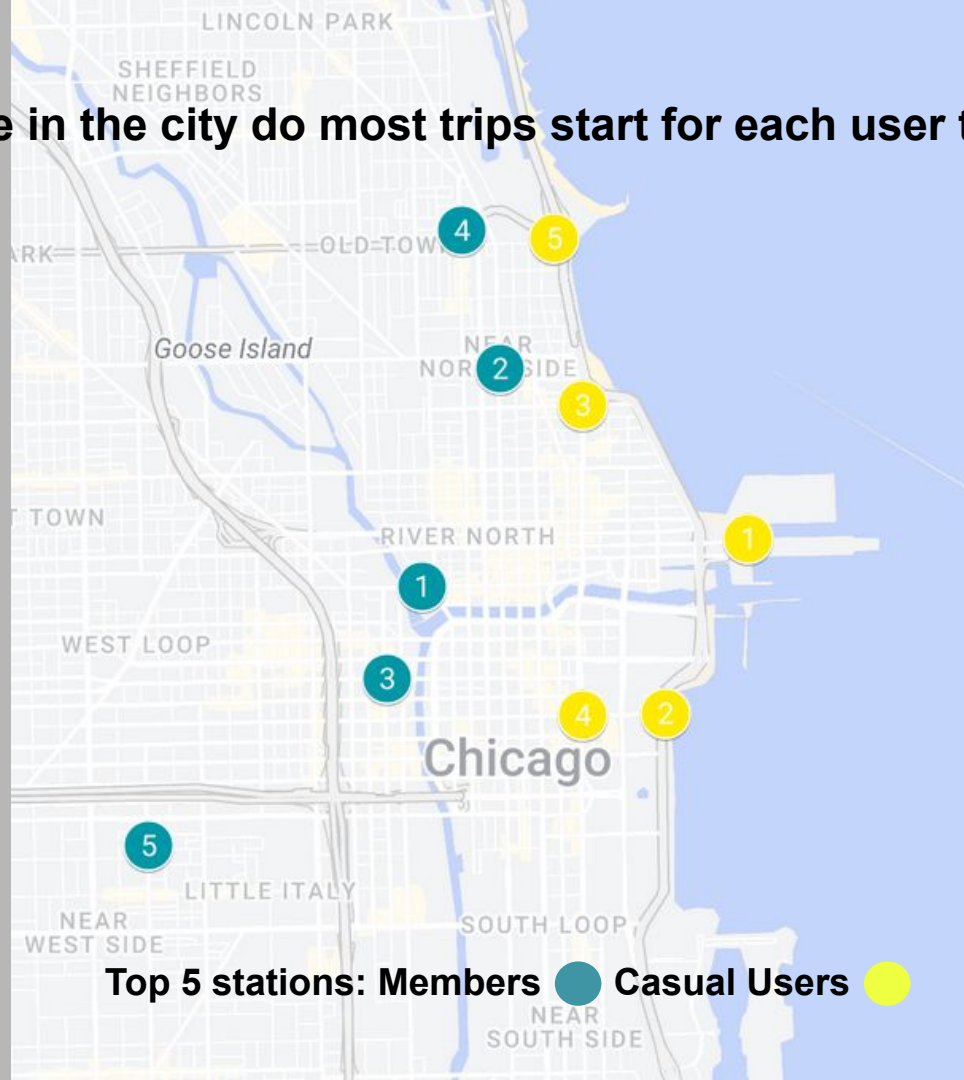 LINCOLN PARK
SHEFFIELD
NEIGHBORS
e in the city do most trips start for each user t
4
5
ARK
OLD TOW
Goose Island
NEAR
NOR 2 SIDE
3
T TOWN
RIVER NORTH
1
1
WEST LOOP
3
4
2
Chicago
5
LITTLE ITALY
NEAR
WEST SIDE
SOUTH LOOP
Top 5 stations: Members Casual Users
NEAR
SOUTH SIDE